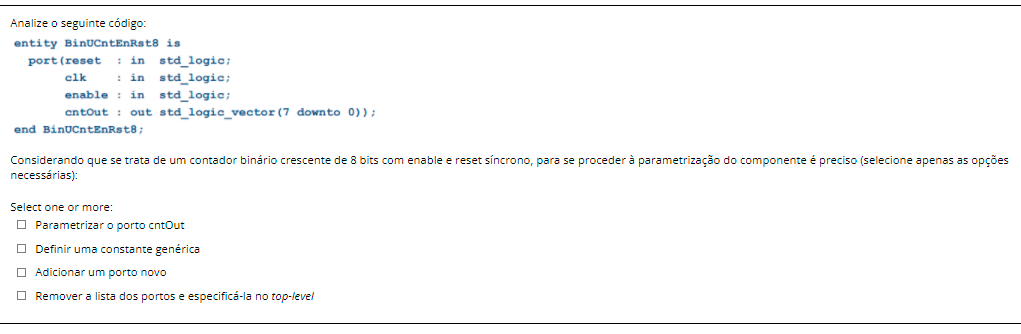 Analize o seguinte código:
entity BinUCntEnRst8 is
port(reset : in std_logic;
clk : in std_logic;
enable : in std_logic;
cntOut : out std_logic_vector(7 downto 0));
end BinUCntEnRst8;
Considerando que se trata de um contador binário crescente de 8 bits com enable e reset síncrono, para se proceder à parametrização do componente é preciso (selecione apenas as opções
necessárias):
Select one or more:
Parametrizar o porto cntOut
Definir uma constante genérica
Adicionar um porto novo
Remover a lista dos portos e especificá-la no top-level